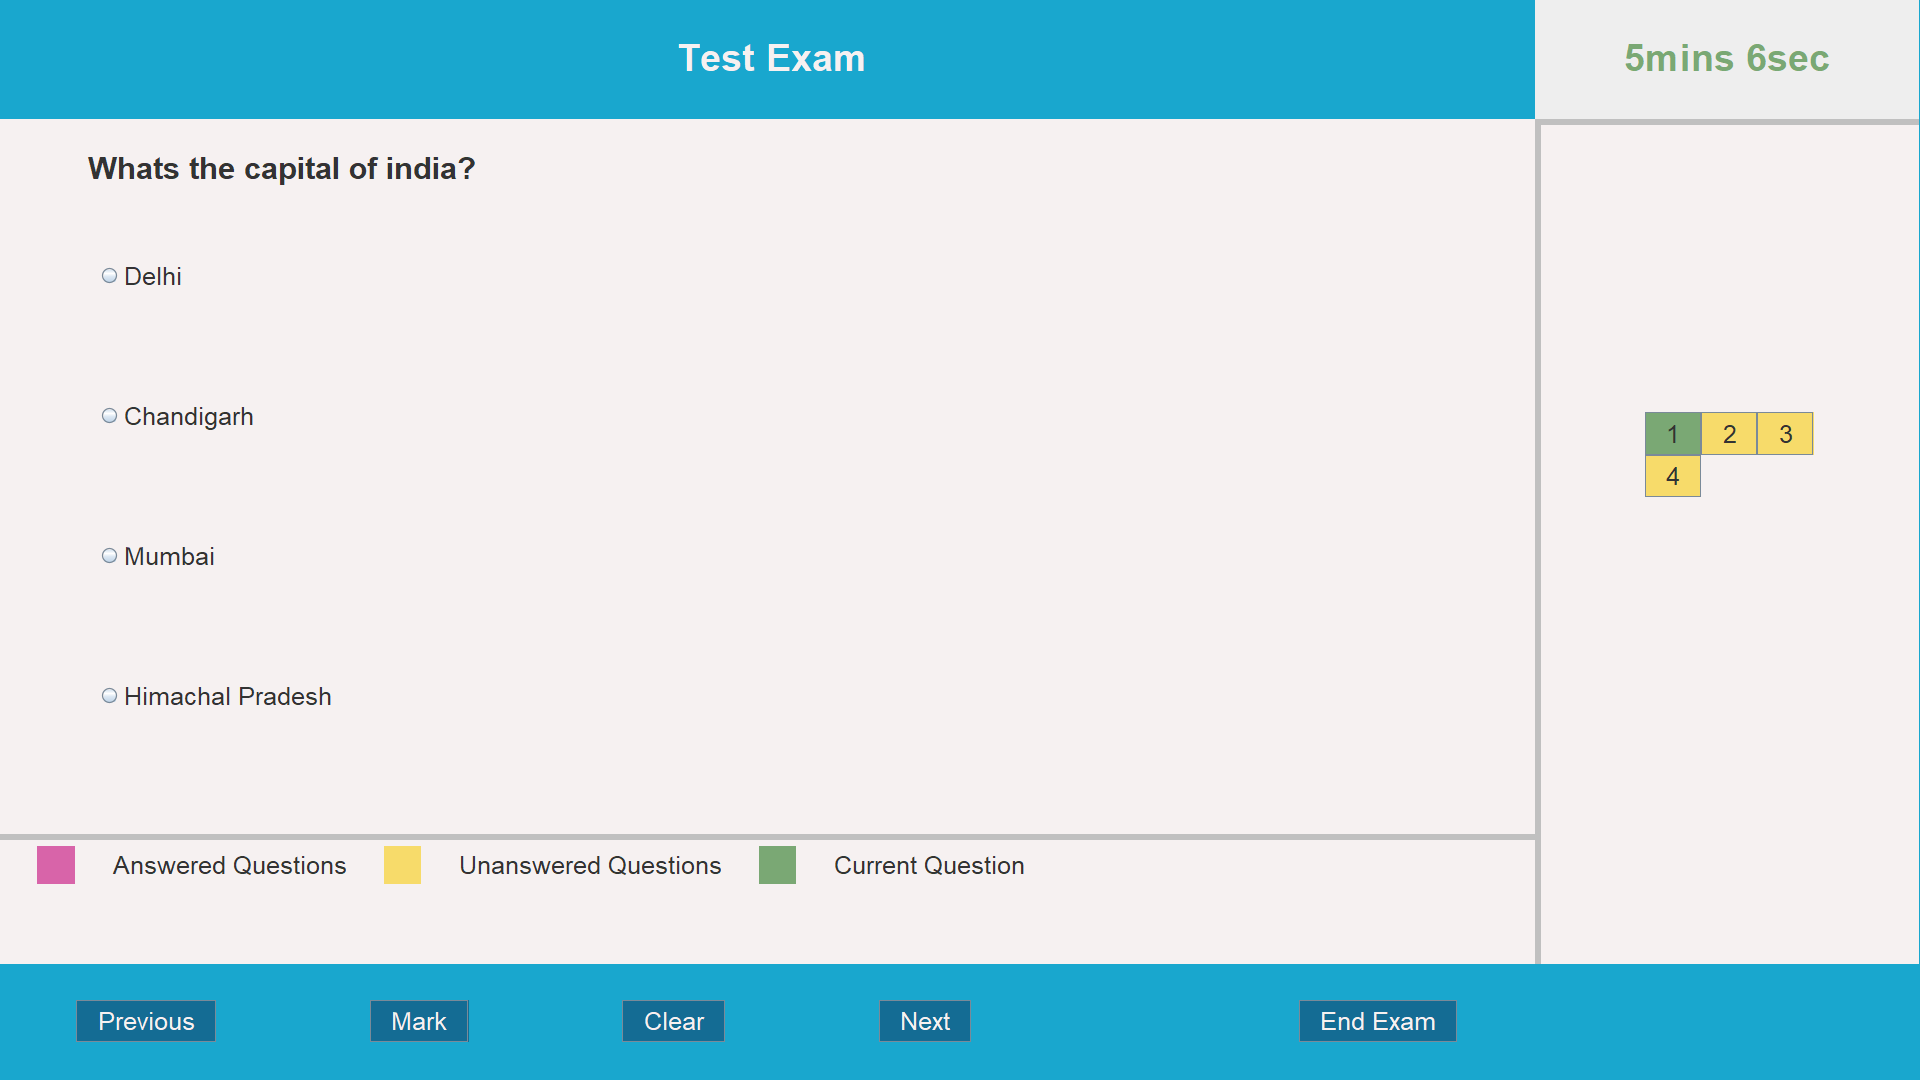 Test Exam
5mins 6sec
Whats the capital of india?
Delhi
Chandigarh
Mumbai
Himachal Pradesh
1 2 3
4
Answered Questions Unanswered Questions Current Question
Previous Mark Clear Next End Exam